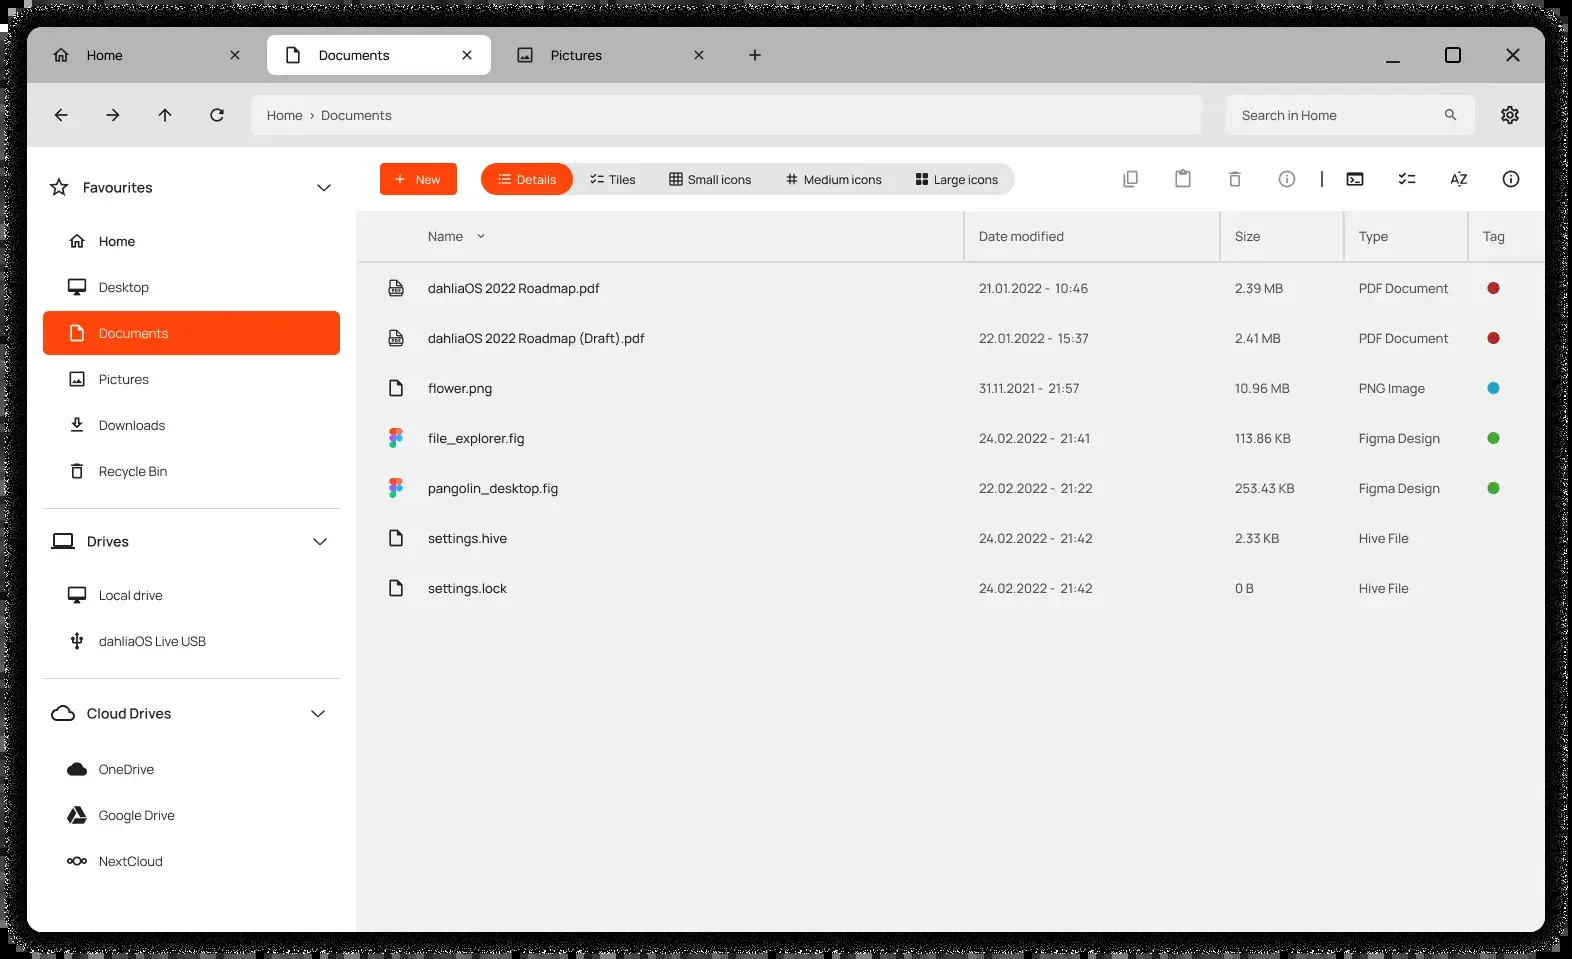 Home
Documents
Pictures
Home › Documents
Search in Home
Favourites
Home
Desktop
Documents
Pictures
Downloads
Recycle Bin
Drives
Local drive
dahliaOS Live USB
Cloud Drives
OneDrive
Google Drive
NextCloud
New
Details
Tiles
Small icons
Medium icons
Large icons
AZ
Name Date modified Size Type Tag
PDF dahliaOS 2022 Roadmap.pdf 21.01.2022 - 10:46 2.39 MB PDF Document
PDF dahliaOS 2022 Roadmap (Draft).pdf 22.01.2022 - 15:37 2.41 MB PDF Document
flower.png 31.11.2021 - 21:57 10.96 MB PNG Image
file_explorer.fig 24.02.2022 - 21:41 113.86 KB Figma Design
pangolin_desktop.fig 22.02.2022 - 21:22 253.43 KB Figma Design
settings.hive 24.02.2022 - 21:42 2.33 KB Hive File
settings.lock 24.02.2022 - 21:42 0 B Hive File